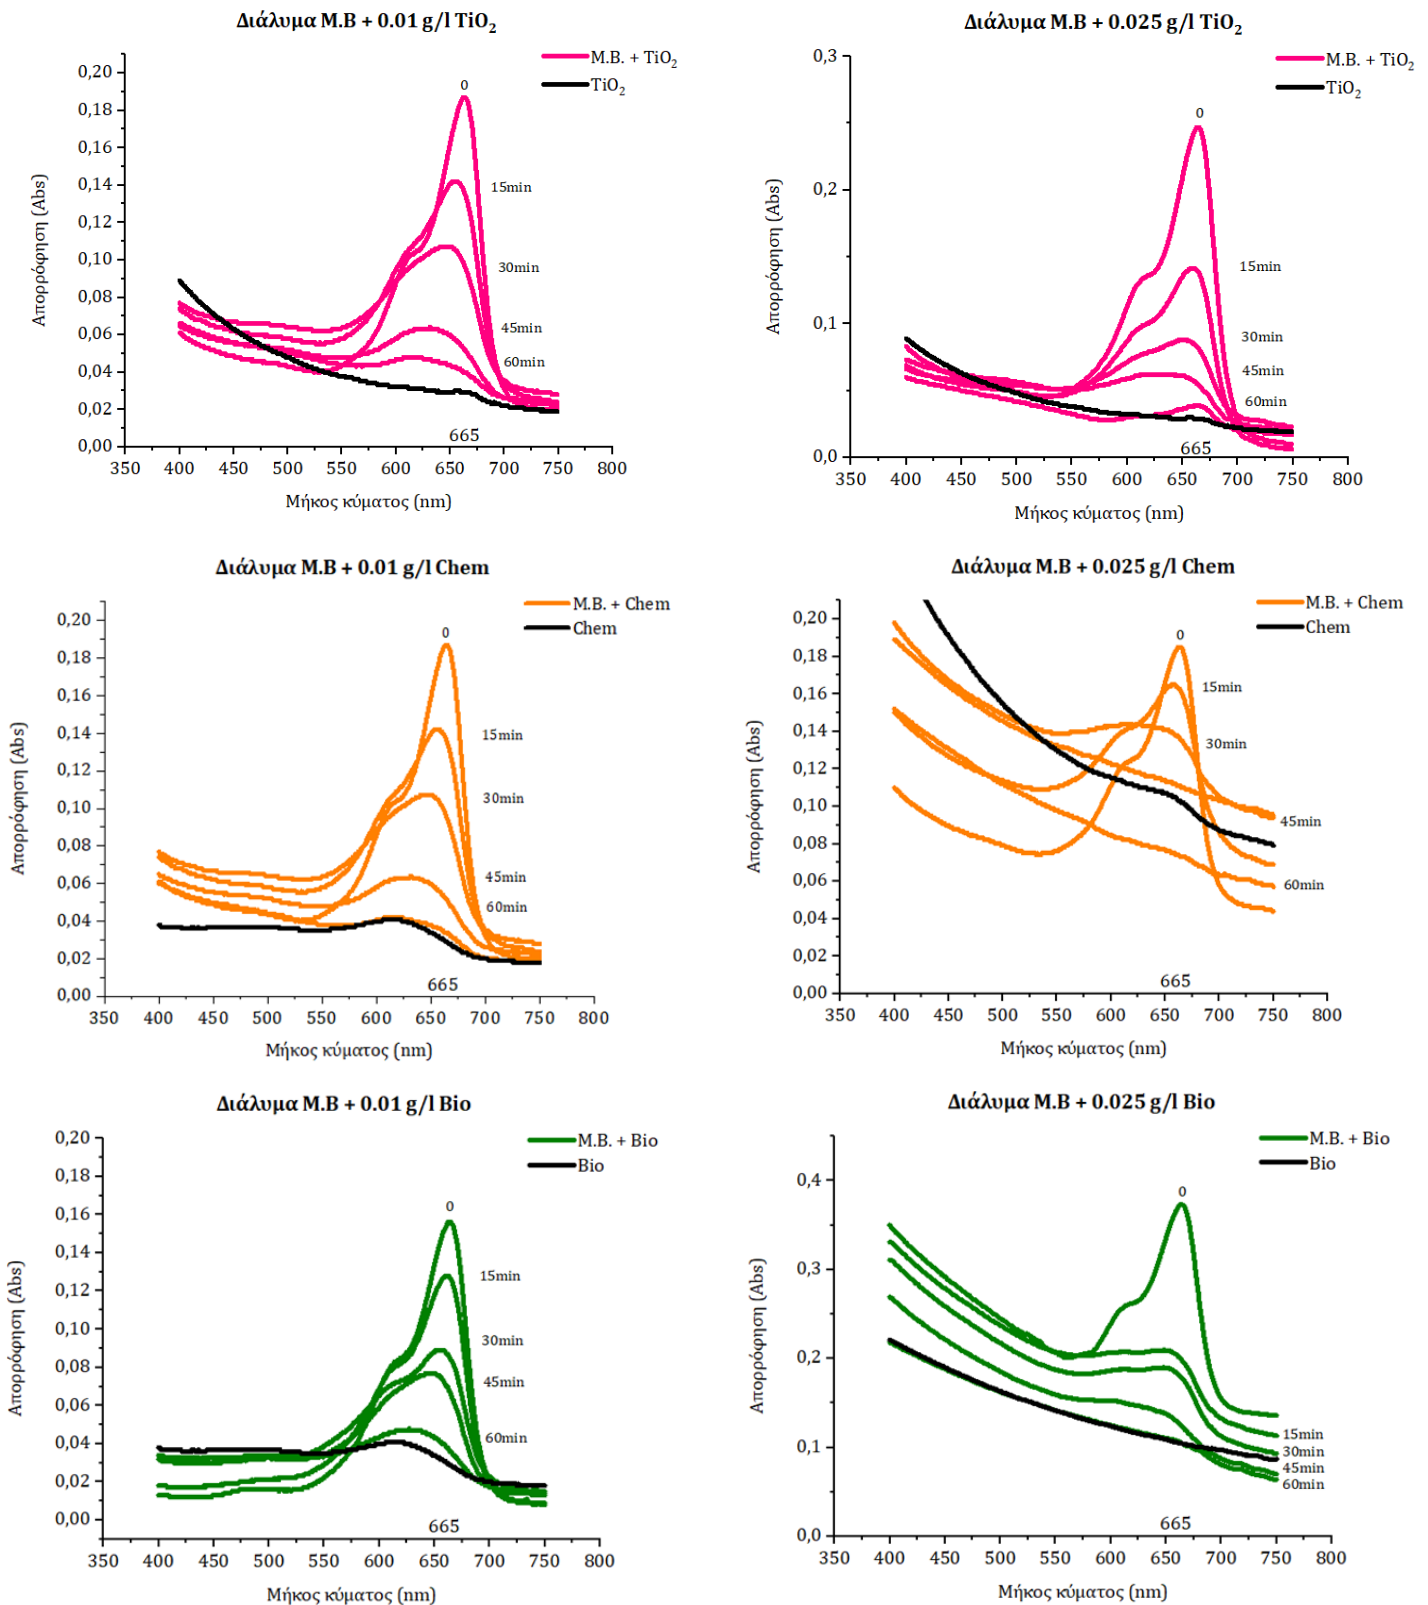 Διάλυμα M.B + 0.01 g/l TiO₂
M.B. + TiO₂
TiO₂
Απορρόφηση (Abs)
0,20
0,18
0,16
0,14
0,12
0,10
0,08
0,06
0,04
0,02
0,00
0
15min
30min
45min
60min
665
350 400 450 500 550 600 650 700 750 800
Μήκος κύματος (nm)
Διάλυμα M.B + 0.025 g/l TiO₂
M.B. + TiO₂
TiO₂
Απορρόφηση (Abs)
0,3
0,2
0,1
0,0
0
15min
30min
45min
60min
665
350 400 450 500 550 600 650 700 750 800
Μήκος κύματος (nm)
Διάλυμα M.B + 0.01 g/l Chem
M.B. + Chem
Chem
Απορρόφηση (Abs)
0,20
0,18
0,16
0,14
0,12
0,10
0,08
0,06
0,04
0,02
0,00
0
15min
30min
45min
60min
665
350 400 450 500 550 600 650 700 750 800
Μήκος κύματος (nm)
Διάλυμα M.B + 0.025 g/l Chem
M.B. + Chem
Chem
Απορρόφηση (Abs)
0,20
0,18
0,16
0,14
0,12
0,10
0,08
0,06
0,04
0,02
0,00
0
15min
30min
45min
60min
665
350 400 450 500 550 600 650 700 750 800
Μήκος κύματος (nm)
Διάλυμα M.B + 0.01 g/l Bio
M.B. + Bio
Bio
Απορρόφηση (Abs)
0,20
0,18
0,16
0,14
0,12
0,10
0,08
0,06
0,04
0,02
0,00
0
15min
30min
45min
60min
665
350 400 450 500 550 600 650 700 750 800
Μήκος κύματος (nm)
Διάλυμα M.B + 0.025 g/l Bio
M.B. + Bio
Bio
Απορρόφηση (Abs)
0,4
0,3
0,2
0,1
0,0
0
15min
30min
45min
60min
665
350 400 450 500 550 600 650 700 750 800
Μήκος κύματος (nm)